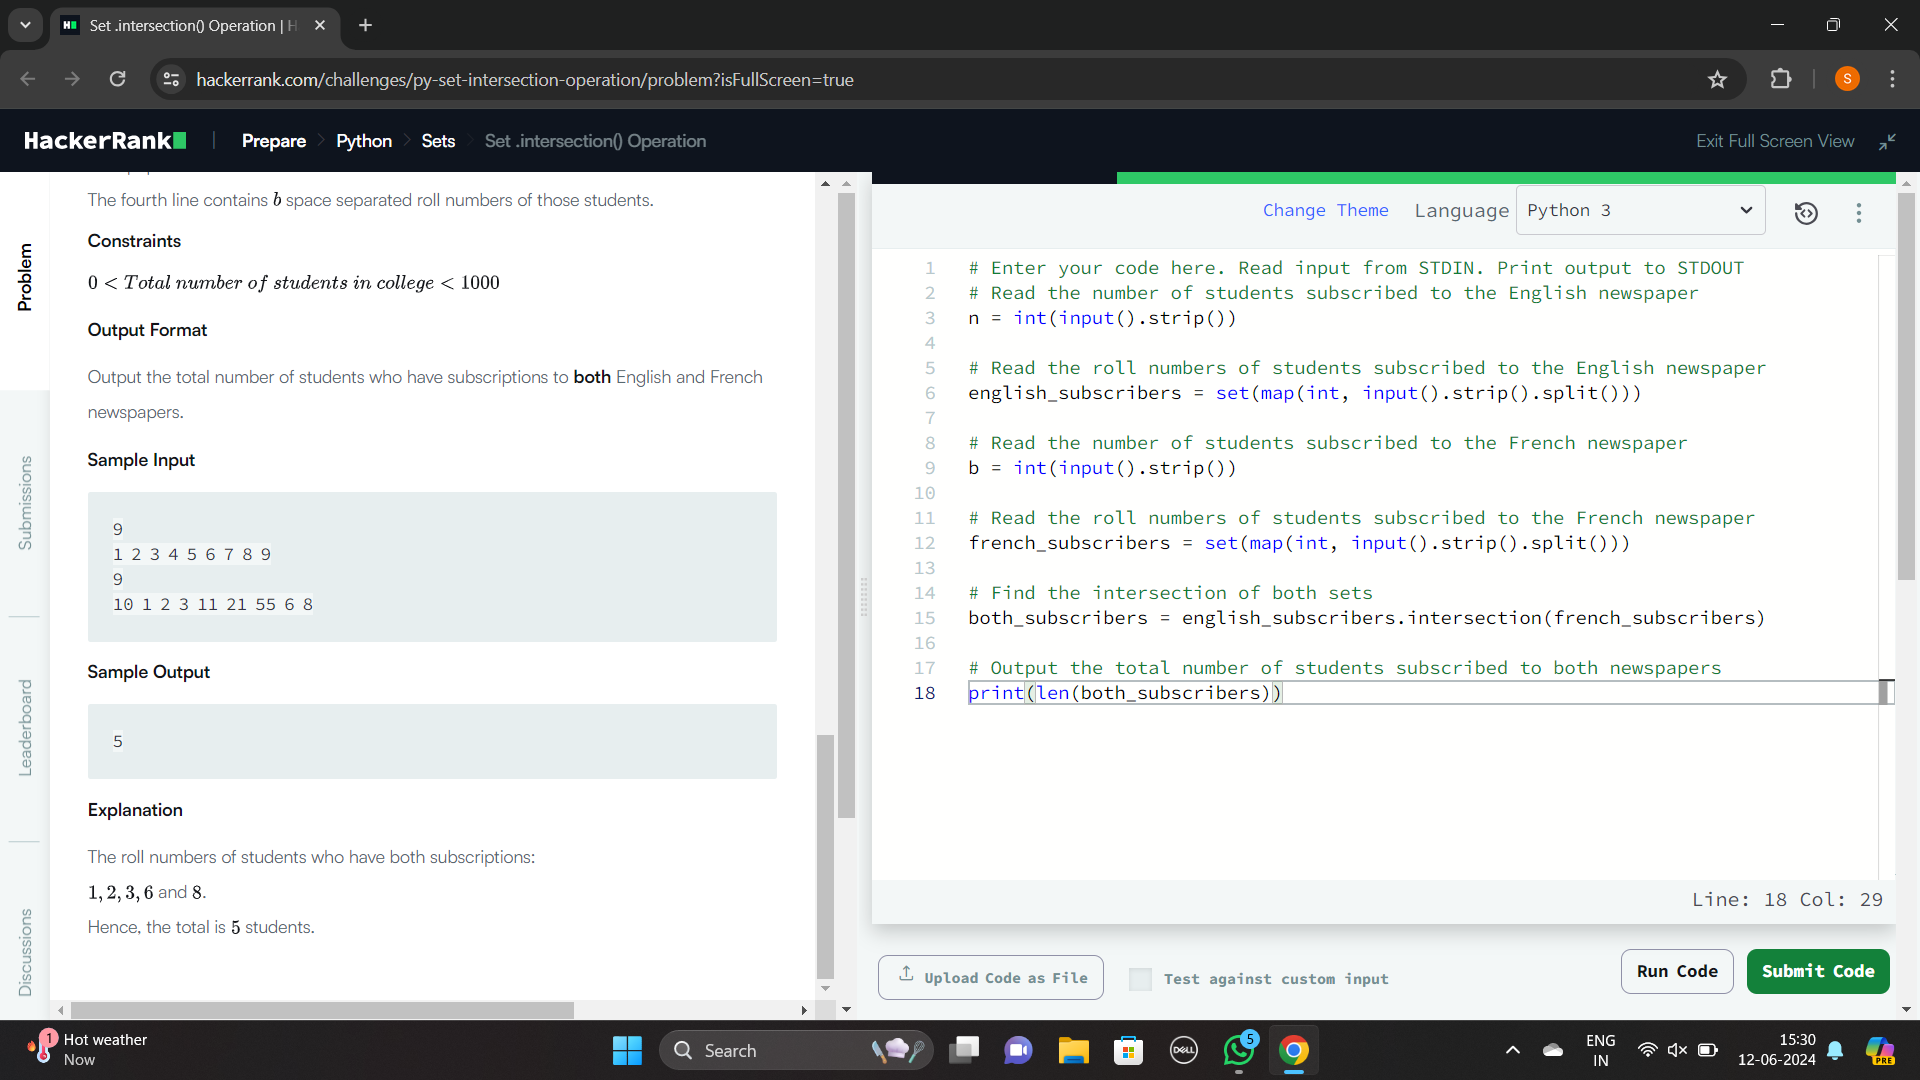 Set .intersection() Operation | H
hackerrank.com/challenges/py-set-intersection-operation/problem?isFullScreen=true
S
HackerRank
Prepare
Python
Sets
Set .intersection() Operation
Exit Full Screen View
Problem
Submissions
Leaderboard
Discussions
The fourth line contains b space separated roll numbers of those students.
Constraints
0 < Total number of students in college < 1000
Output Format
Output the total number of students who have subscriptions to both English and French
newspapers.
Sample Input
9
1 2 3 4 5 6 7 8 9
9
10 1 2 3 11 21 55 6 8
Sample Output
5
Explanation
The roll numbers of students who have both subscriptions:
1, 2, 3, 6 and 8.
Hence, the total is 5 students.
Change Theme Language Python 3
1 # Enter your code here. Read input from STDIN. Print output to STDOUT
2 # Read the number of students subscribed to the English newspaper
3 n = int(input().strip())
4
5 # Read the roll numbers of students subscribed to the English newspaper
6 english_subscribers = set(map(int, input().strip().split()))
7
8 # Read the number of students subscribed to the French newspaper
9 b = int(input().strip())
10
11 # Read the roll numbers of students subscribed to the French newspaper
12 french_subscribers = set(map(int, input().strip().split()))
13
14 # Find the intersection of both sets
15 both_subscribers = english_subscribers.intersection(french_subscribers)
16
17 # Output the total number of students subscribed to both newspapers
18 print(len(both_subscribers))
Line: 18 Col: 29
Upload Code as File
Test against custom input
Run Code
Submit Code
1
Hot weather
Now
Search
DELL
5
ENG
IN
15:30
12-06-2024
PRE